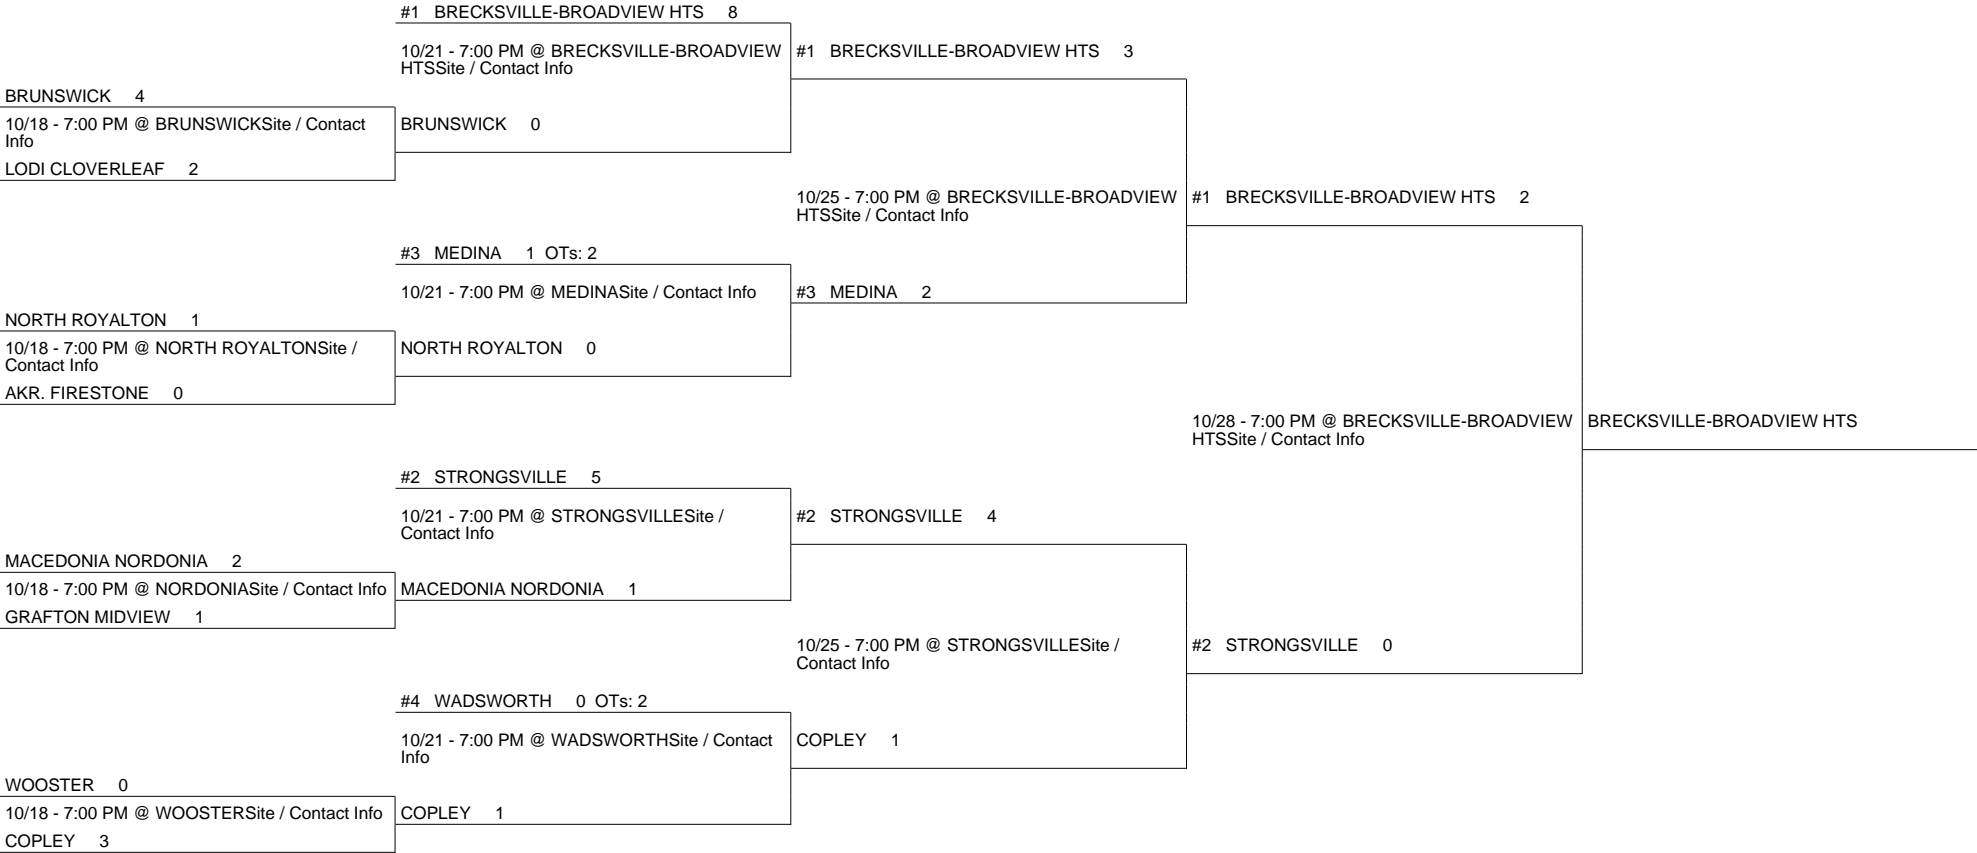 #1 BRECKSVILLE-BROADVIEW HTS 8
10/21 - 7:00 PM @ BRECKSVILLE-BROADVIEW
HTSSite / Contact Info
#1 BRECKSVILLE-BROADVIEW HTS 3
BRUNSWICK 4
10/18 - 7:00 PM @ BRUNSWICKSite / Contact
Info
BRUNSWICK 0
LODI CLOVERLEAF 2
10/25 - 7:00 PM @ BRECKSVILLE-BROADVIEW
HTSSite / Contact Info
#1 BRECKSVILLE-BROADVIEW HTS 2
#3 MEDINA 1 OTs: 2
10/21 - 7:00 PM @ MEDINASite / Contact Info
#3 MEDINA 2
NORTH ROYALTON 1
10/18 - 7:00 PM @ NORTH ROYALTONSite /
Contact Info
NORTH ROYALTON 0
AKR. FIRESTONE 0
10/28 - 7:00 PM @ BRECKSVILLE-BROADVIEW
HTSSite / Contact Info
BRECKSVILLE-BROADVIEW HTS
#2 STRONGSVILLE 5
10/21 - 7:00 PM @ STRONGSVILLESite /
Contact Info
#2 STRONGSVILLE 4
MACEDONIA NORDONIA 2
10/18 - 7:00 PM @ NORDONIASite / Contact Info
MACEDONIA NORDONIA 1
GRAFTON MIDVIEW 1
10/25 - 7:00 PM @ STRONGSVILLESite /
Contact Info
#2 STRONGSVILLE 0
#4 WADSWORTH 0 OTs: 2
10/21 - 7:00 PM @ WADSWORTHSite / Contact
Info
COPLEY 1
WOOSTER 0
10/18 - 7:00 PM @ WOOSTERSite / Contact Info
COPLEY 1
COPLEY 3